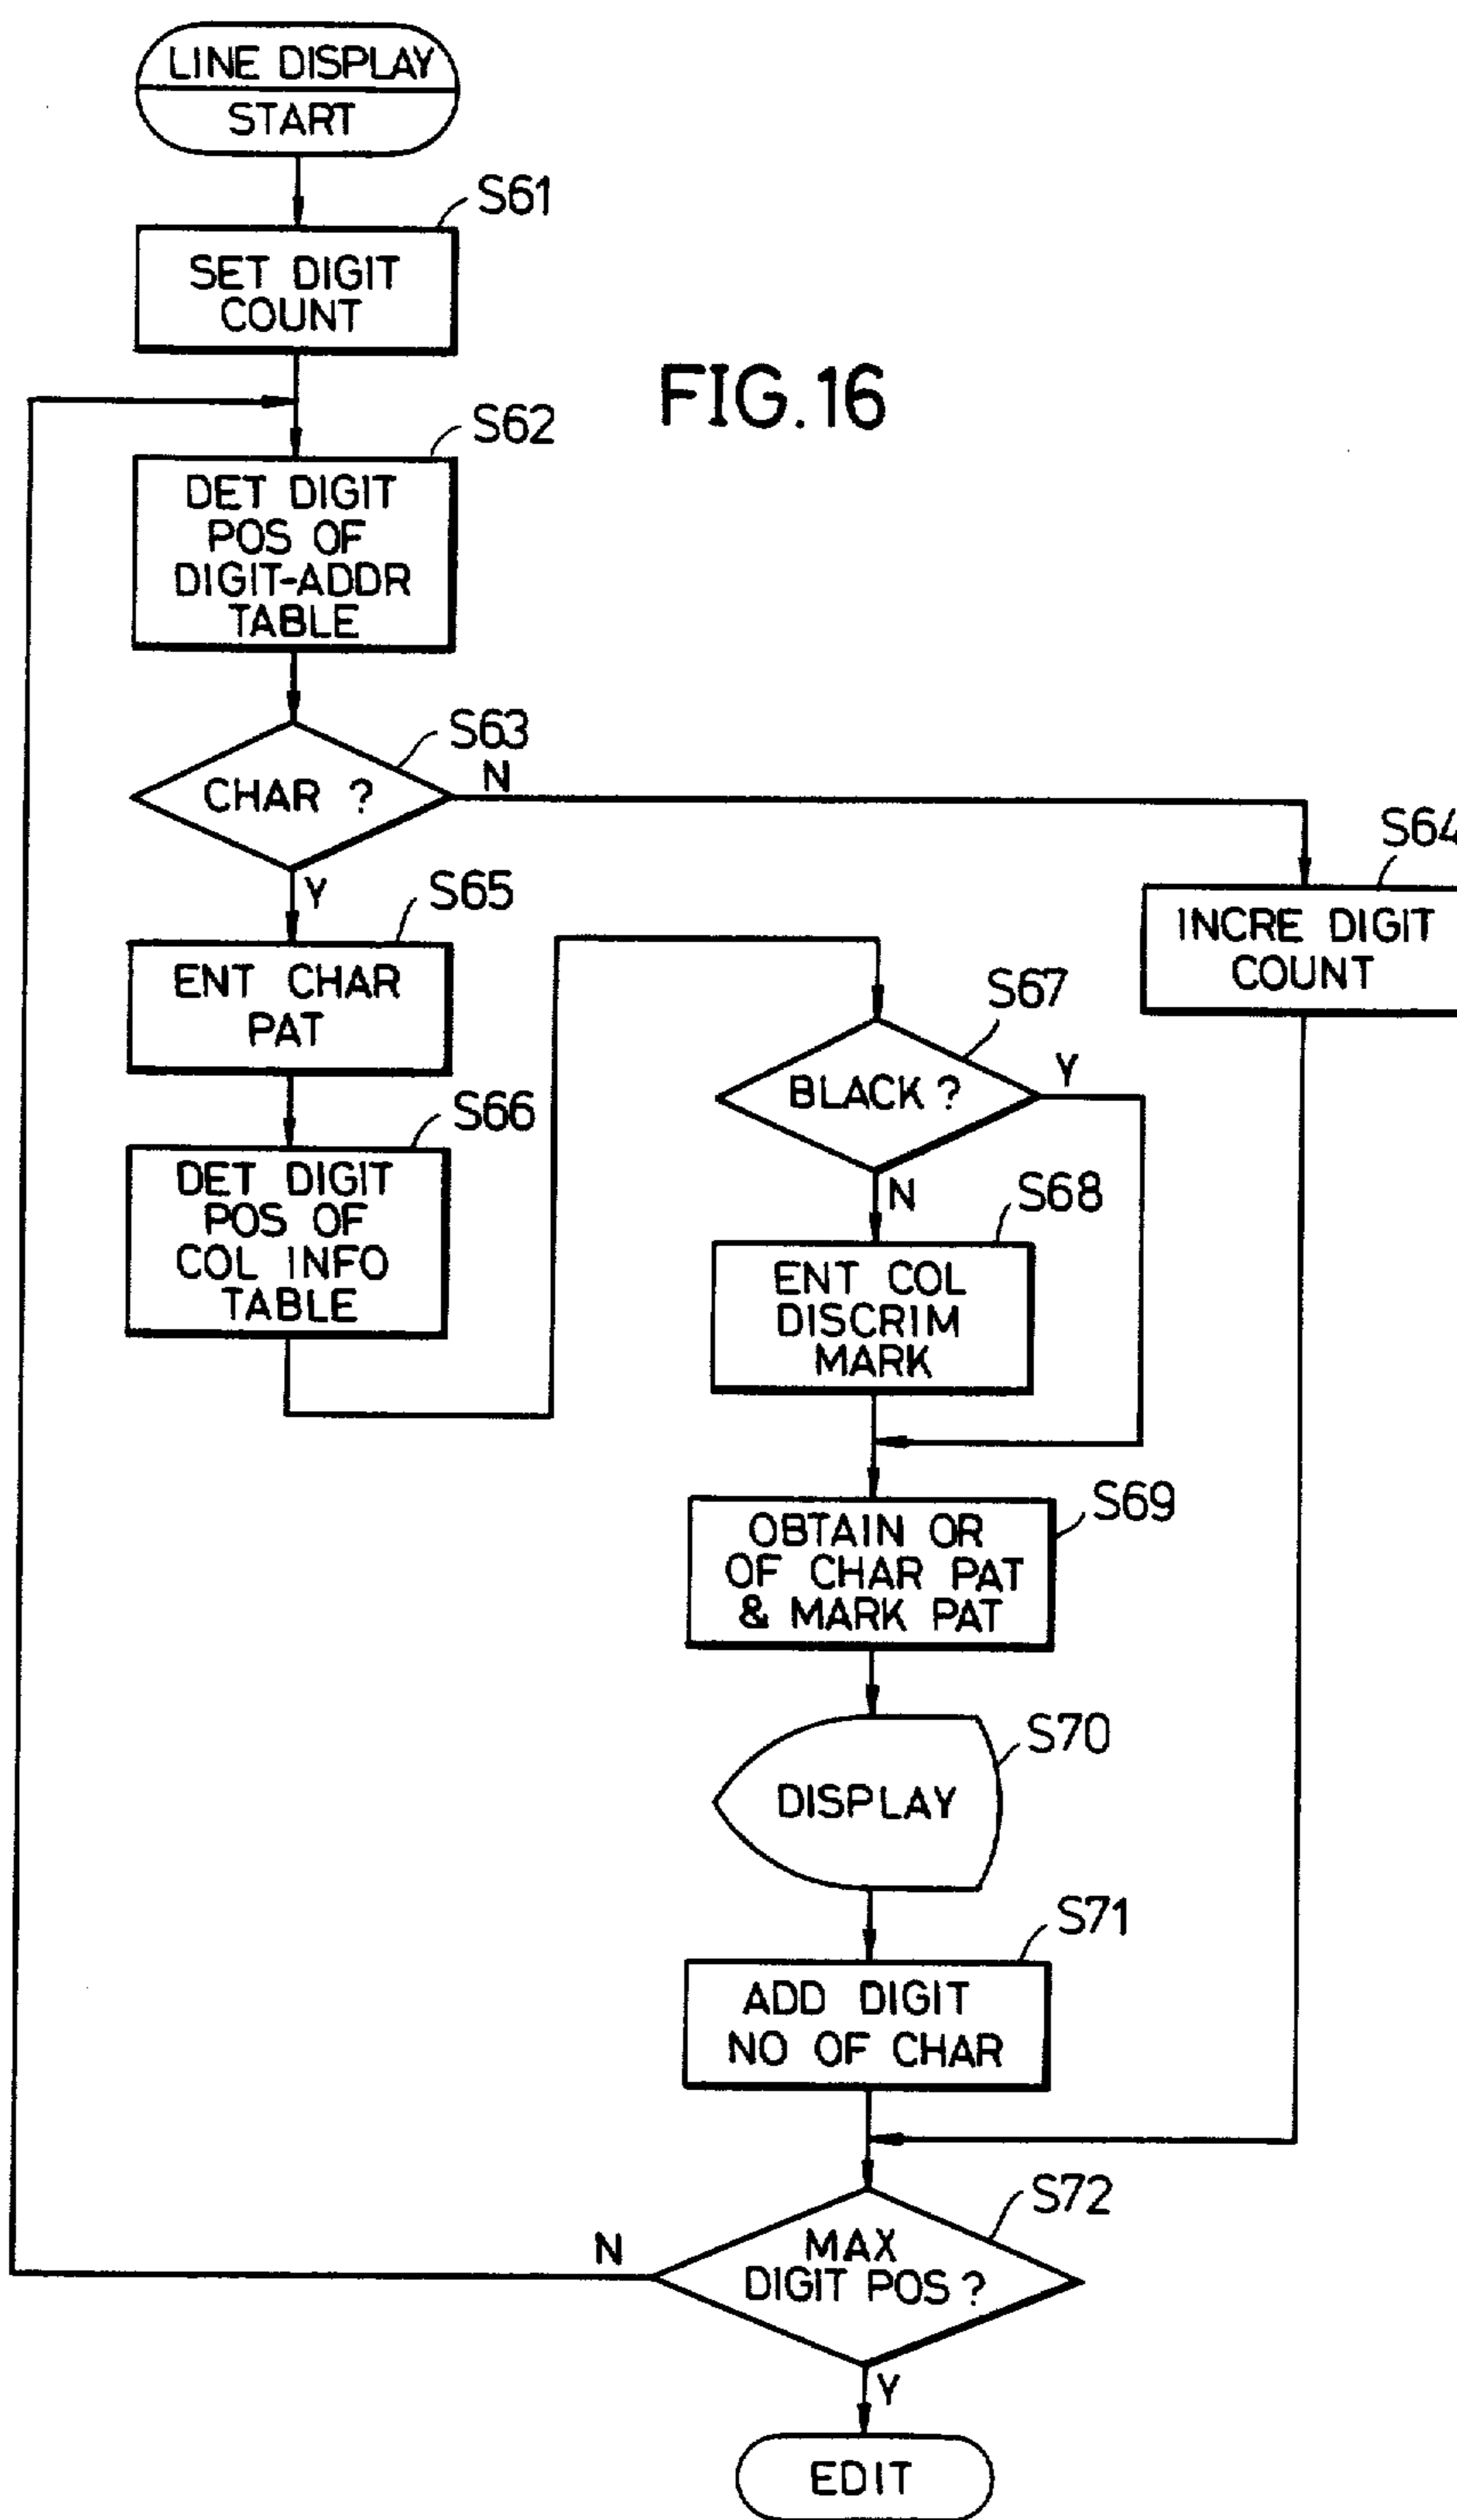 LINE DISPLAY
START
S61
SET DIGIT
COUNT
FIG.16
S62
DET DIGIT
POS OF
DIGIT-ADDR
TABLE
S63
CHAR ?
N
Y
S64
INCRE DIGIT
COUNT
S65
ENT CHAR
PAT
S66
DET DIGIT
POS OF
COL INFO
TABLE
S67
BLACK ?
Y
N
S68
ENT COL
DISCRIM
MARK
S69
OBTAIN OR
OF CHAR PAT
& MARK PAT
S70
DISPLAY
S71
ADD DIGIT
NO OF CHAR
S72
MAX
DIGIT POS ?
N
Y
EDIT